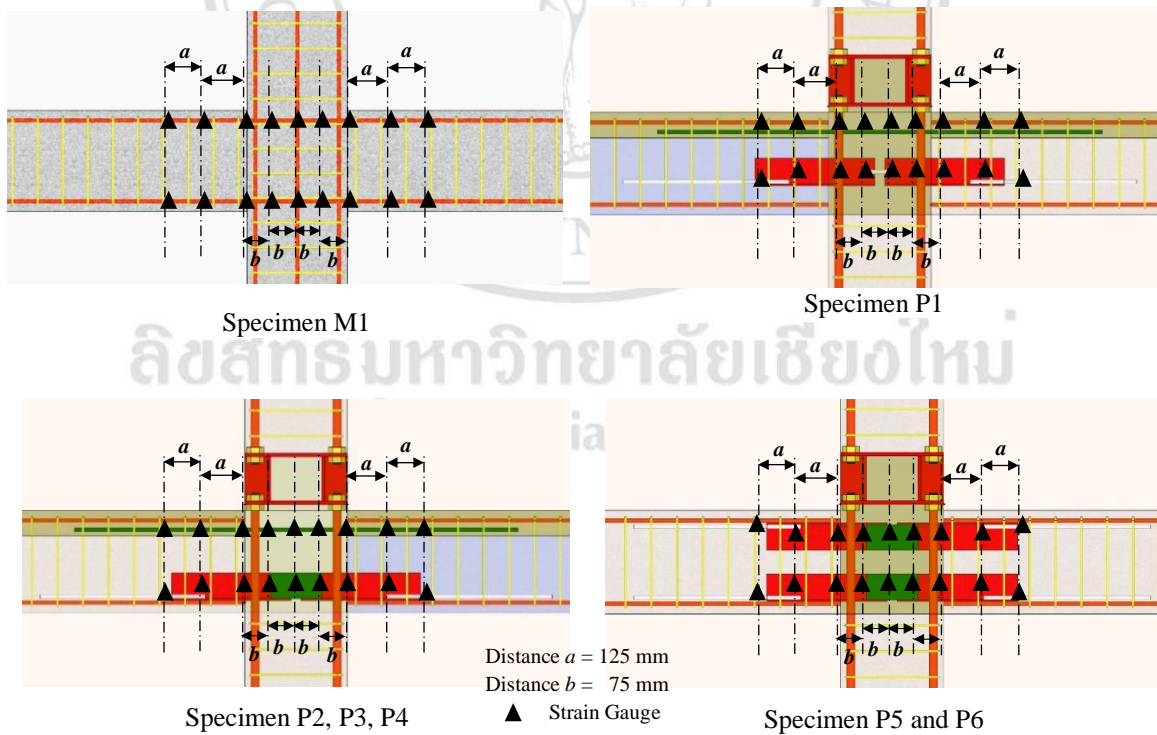 a a
a a
b b b b
Specimen M1
a a
a a
b b b b
Specimen P1
ลิขสทธมหาวิทยาลัยเชียงใหม่
a a
a a
b b b b
Specimen P2, P3, P4
a a
a a
b b b
Specimen P5 and P6
Distance a = 125 mm
Distance b = 75 mm
Strain Gauge